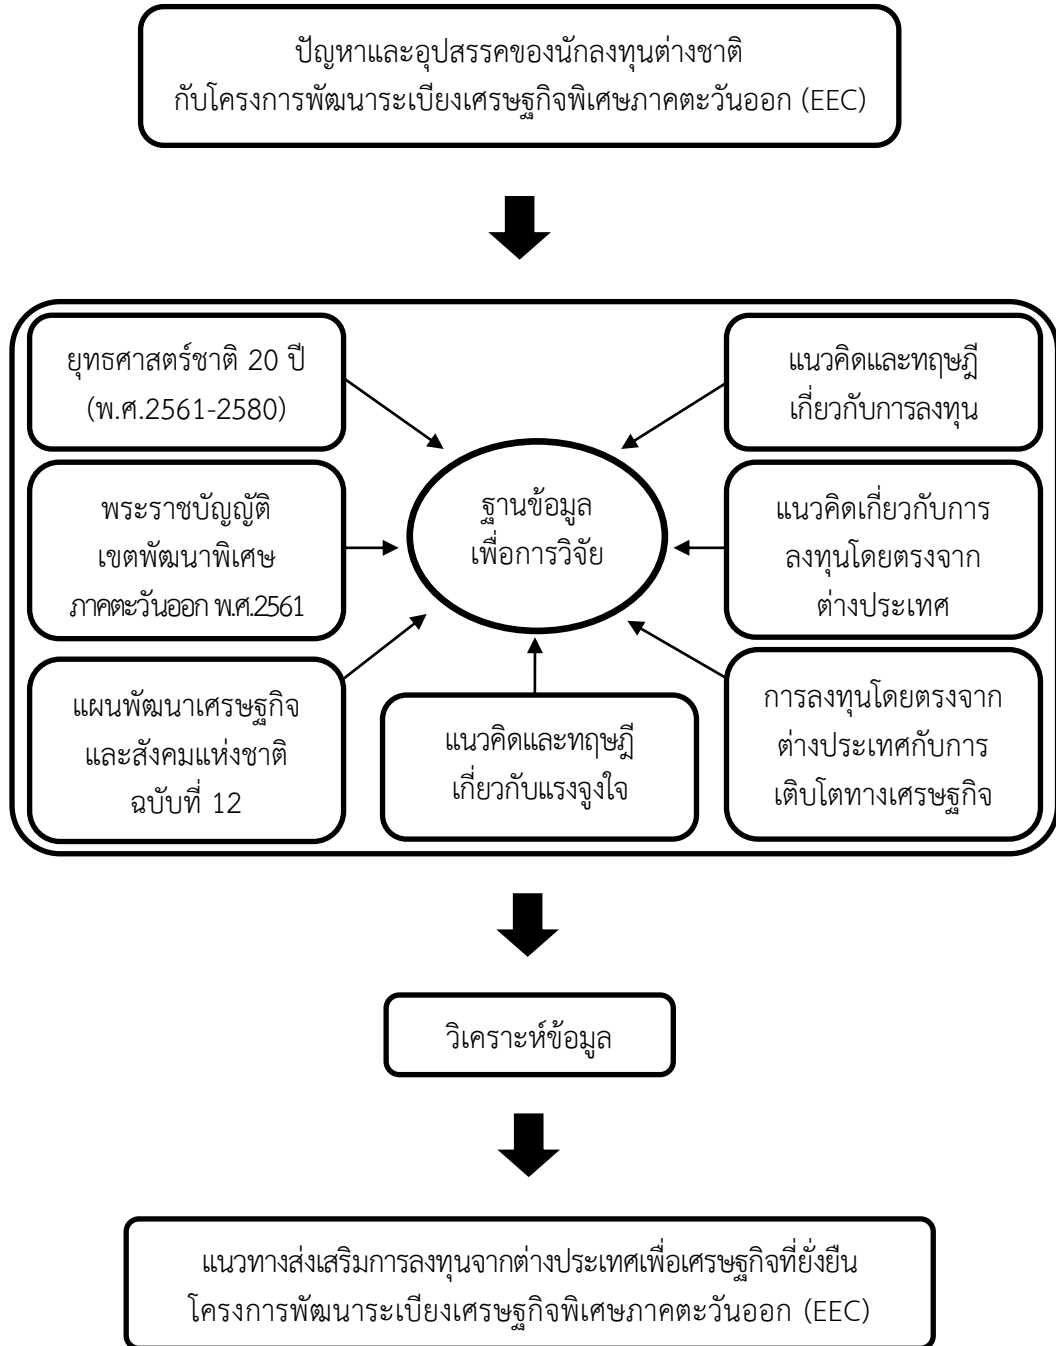 ปัญหาและอุปสรรคของนักลงทุนต่างชาติ
กับโครงการพัฒนาระเบียงเศรษฐกิจพิเศษภาคตะวันออก (EEC)
ยุทธศาสตร์ชาติ 20 ปี
(พ.ศ.2561-2580)
พระราชบัญญัติ
เขตพัฒนาพิเศษ
ภาคตะวันออก พ.ศ.2561
แผนพัฒนาเศรษฐกิจ
และสังคมแห่งชาติ
ฉบับที่ 12
ฐานข้อมูล
เพื่อการวิจัย
แนวคิดและทฤษฎี
เกี่ยวกับแรงจูงใจ
แนวคิดและทฤษฎี
เกี่ยวกับการลงทุน
แนวคิดเกี่ยวกับการ
ลงทุนโดยตรงจาก
ต่างประเทศ
การลงทุนโดยตรงจาก
ต่างประเทศกับการ
เติบโตทางเศรษฐกิจ
วิเคราะห์ข้อมูล
แนวทางส่งเสริมการลงทุนจากต่างประเทศเพื่อเศรษฐกิจที่ยั่งยืน
โครงการพัฒนาระเบียงเศรษฐกิจพิเศษภาคตะวันออก (EEC)